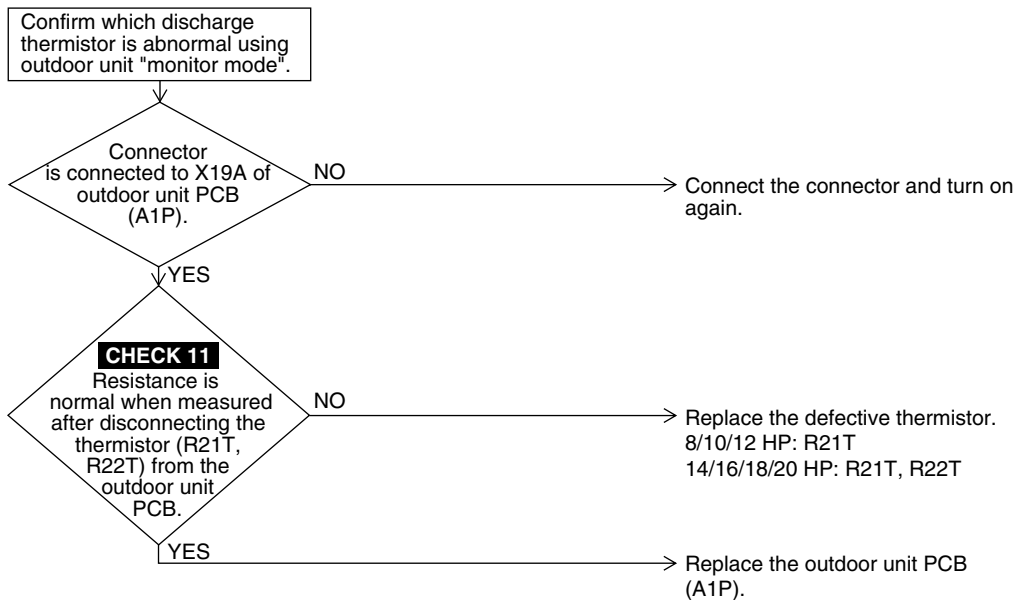 Confirm which discharge
thermistor is abnormal using
outdoor unit "monitor mode".
Connector
is connected to X19A of
outdoor unit PCB
(A1P).
NO
Connect the connector and turn on
again.
YES
CHECK 11
Resistance is
normal when measured
after disconnecting the
thermistor (R21T,
R22T) from the
outdoor unit
PCB.
NO
Replace the defective thermistor.
8/10/12 HP: R21T
14/16/18/20 HP: R21T, R22T
YES
Replace the outdoor unit PCB
(A1P).